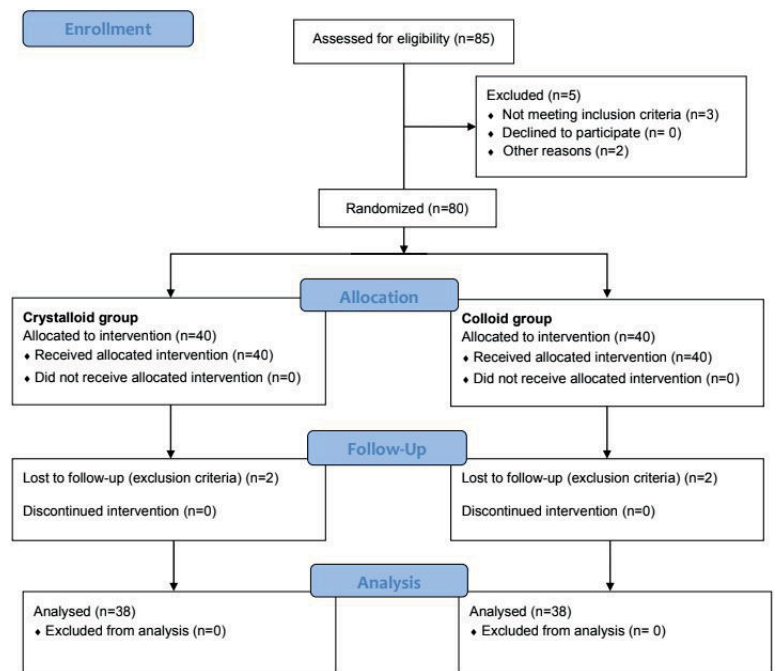 Enrollment
Assessed for eligibility (n=85)
Excluded (n=5)
♦ Not meeting inclusion criteria (n=3)
♦ Declined to participate (n= 0)
♦ Other reasons (n=2)
Randomized (n=80)
Allocation
Crystalloid group
Allocated to intervention (n=40)
♦ Received allocated intervention (n=40)
♦ Did not receive allocated intervention (n=0)
Colloid group
Allocated to intervention (n=40)
♦ Received allocated intervention (n=40)
♦ Did not receive allocated intervention (n=0)
Follow-Up
Lost to follow-up (exclusion criteria) (n=2)
Discontinued intervention (n=0)
Lost to follow-up (exclusion criteria) (n=2)
Discontinued intervention (n=0)
Analysis
Analysed (n=38)
♦ Excluded from analysis (n=0)
Analysed (n=38)
♦ Excluded from analysis (n= 0)